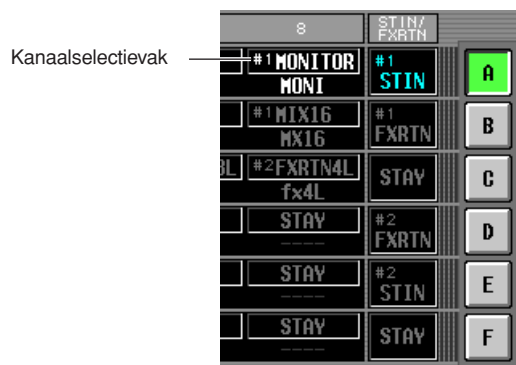 8
STIN/
FXRTN
Kanaalselectievak
#1 MONITOR
MONI
#1
STIN
A
#1 MIX16
MX16
#1
FXRTN
B
3L
#2 FXRTN4L
fx4L
STAY
C
STAY
----
#2
FXRTN
D
STAY
----
#2
STIN
E
STAY
----
STAY
F